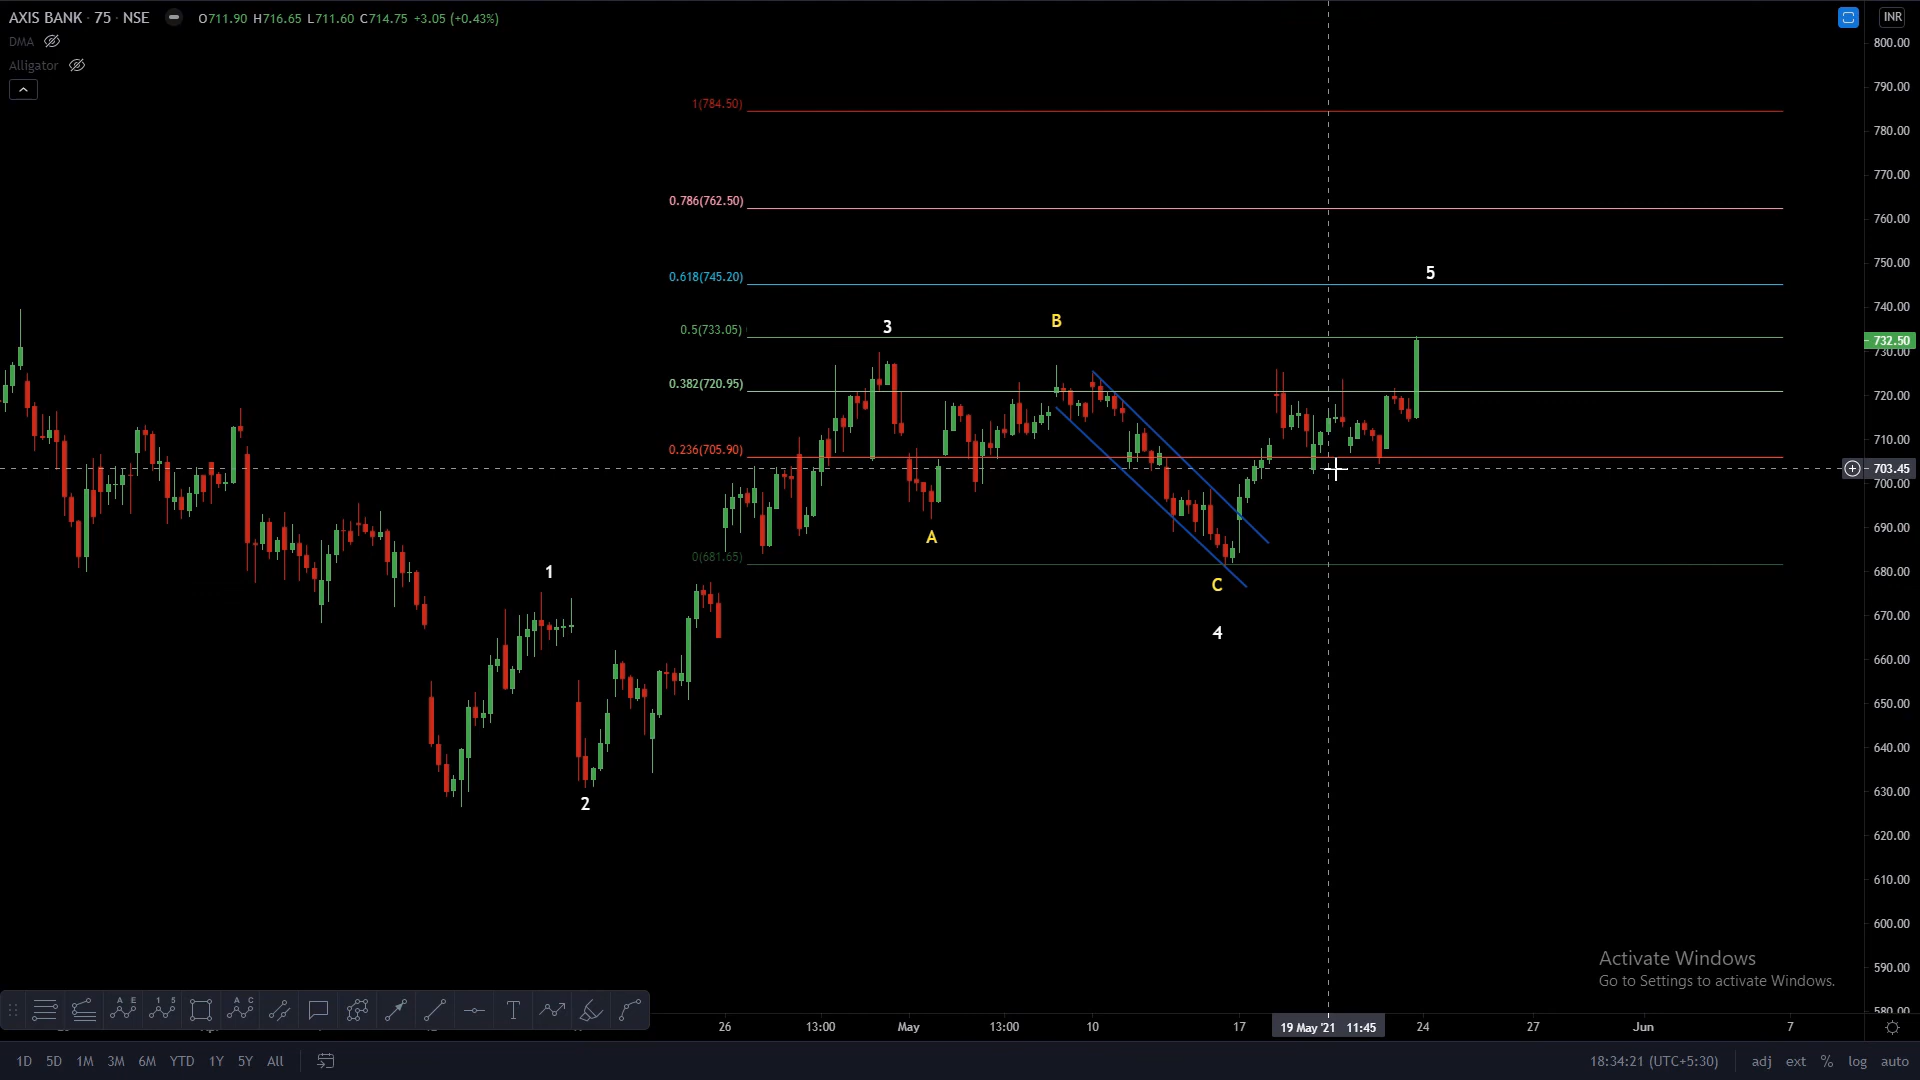 AXIS BANK · 75 · NSE O711.90 H716.65 L711.60 C714.75 +3.05 (+0.43%)
INR
DMA
Alligator
800.00
790.00
1(784.50)
780.00
770.00
0.786(762.50)
760.00
750.00
0.618(745.20)
5
740.00
0.5(733.05)
3
B
732.50
730.00
0.382(720.95)
720.00
710.00
0.236(705.90)
703.45
700.00
690.00
A
0(681.65)
680.00
1
C
670.00
4
660.00
650.00
640.00
630.00
2
620.00
610.00
600.00
590.00
580.00
Activate Windows
Go to Settings to activate Windows.
A E
1 5
A C
T
26 13:00 May 13:00 10 17 19 May '21 11:45 24 27 Jun 7
1D 5D 1M 3M 6M YTD 1Y 5Y All
18:34:21 (UTC+5:30) adj ext % log auto